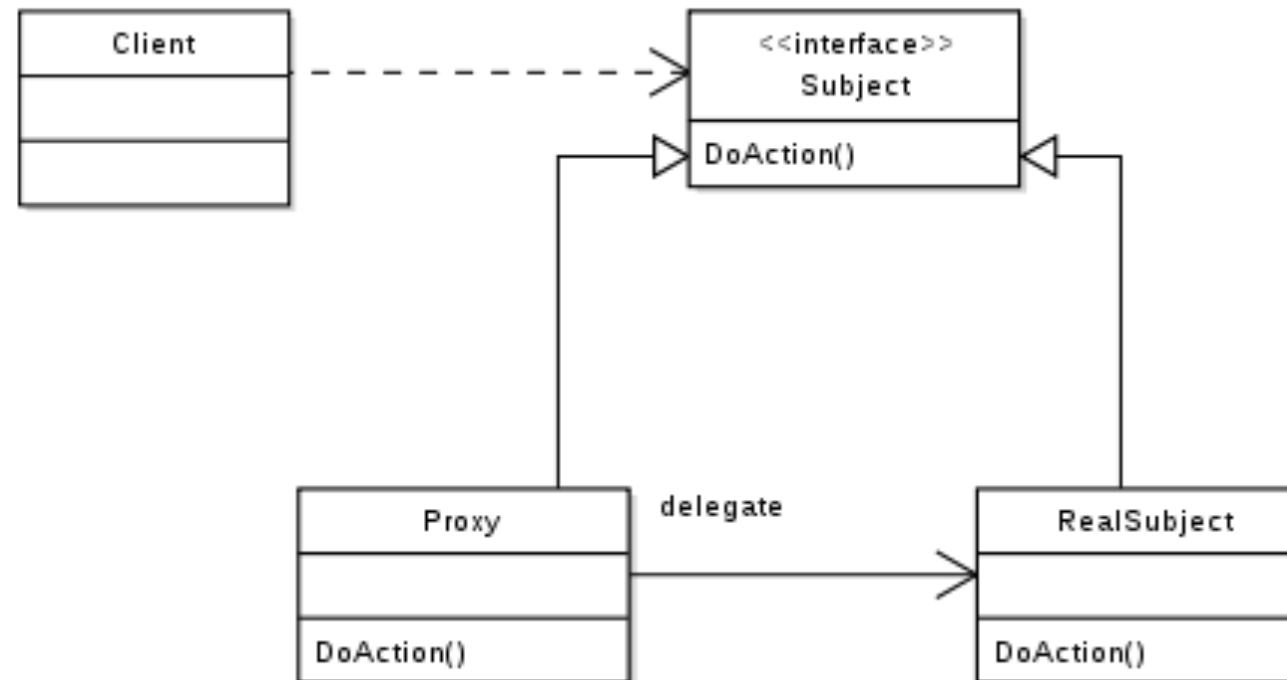 Client
<<interface>>
Subject
DoAction()
Proxy
delegate
RealSubject
DoAction()
DoAction()